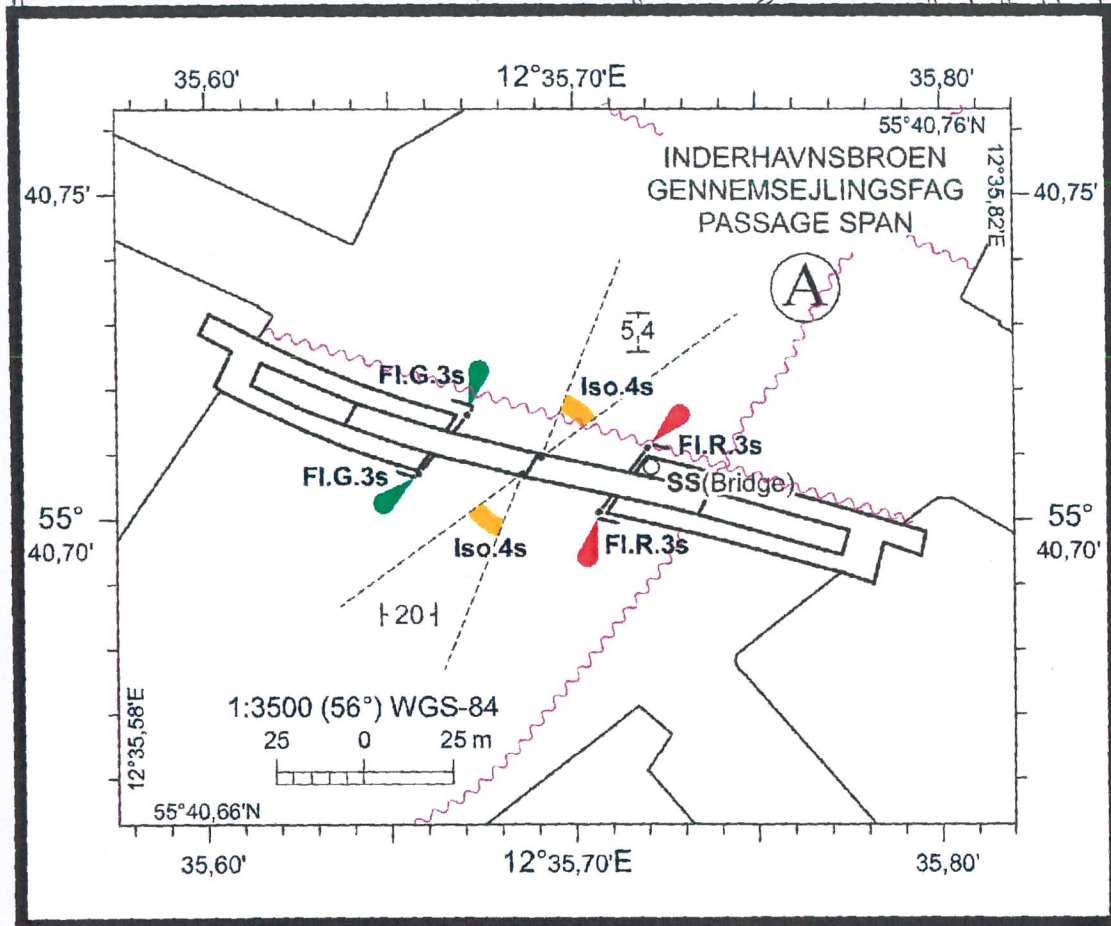 35,60'
12°35,70'E
35,80'
55°40,76'N
12°35,82'E
INDERHAVNSBROEN
GENNEMSEJLINGSFAG
PASSAGE SPAN
40,75'
40,75'
A
5,4
Fl.G.3s
Iso.4s
Fl.R.3s
Fl.G.3s
SS(Bridge)
55°
40,70'
Iso.4s
Fl.R.3s
55°
40,70'
20
12°35,58'E
1:3500 (56°) WGS-84
25 0 25 m
55°40,66'N
35,60'
12°35,70'E
35,80'